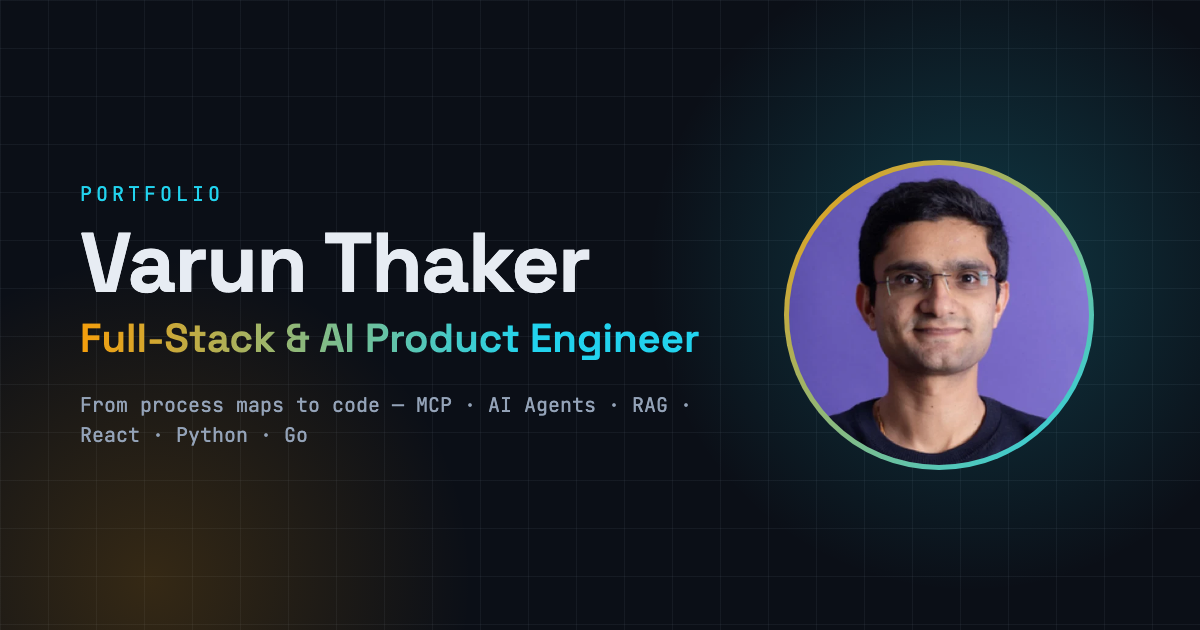 PORTFOLIO
Varun Thaker
Full-Stack & AI Product Engineer
From process maps to code — MCP · AI Agents · RAG ·
React · Python · Go